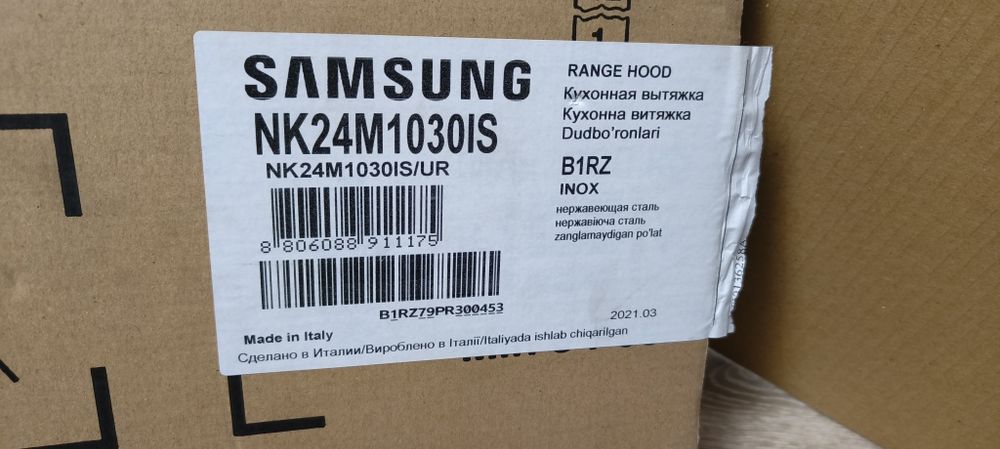 1
SAMSUNG
NK24M1030IS
NK24M1030IS/UR
8 806088 911175
B1RZ79PR300453
Made in Italy
Сделано в Италии/Вироблено в Італії/Italiyada ishlab chiqarilgan
RANGE HOOD
Кухонная вытяжка
Кухонна витяжка
Dudbo'ronlari
B1RZ
INOX
нержавеющая сталь
нержавіюча сталь
zanglamaydigan po'lat
2021.03